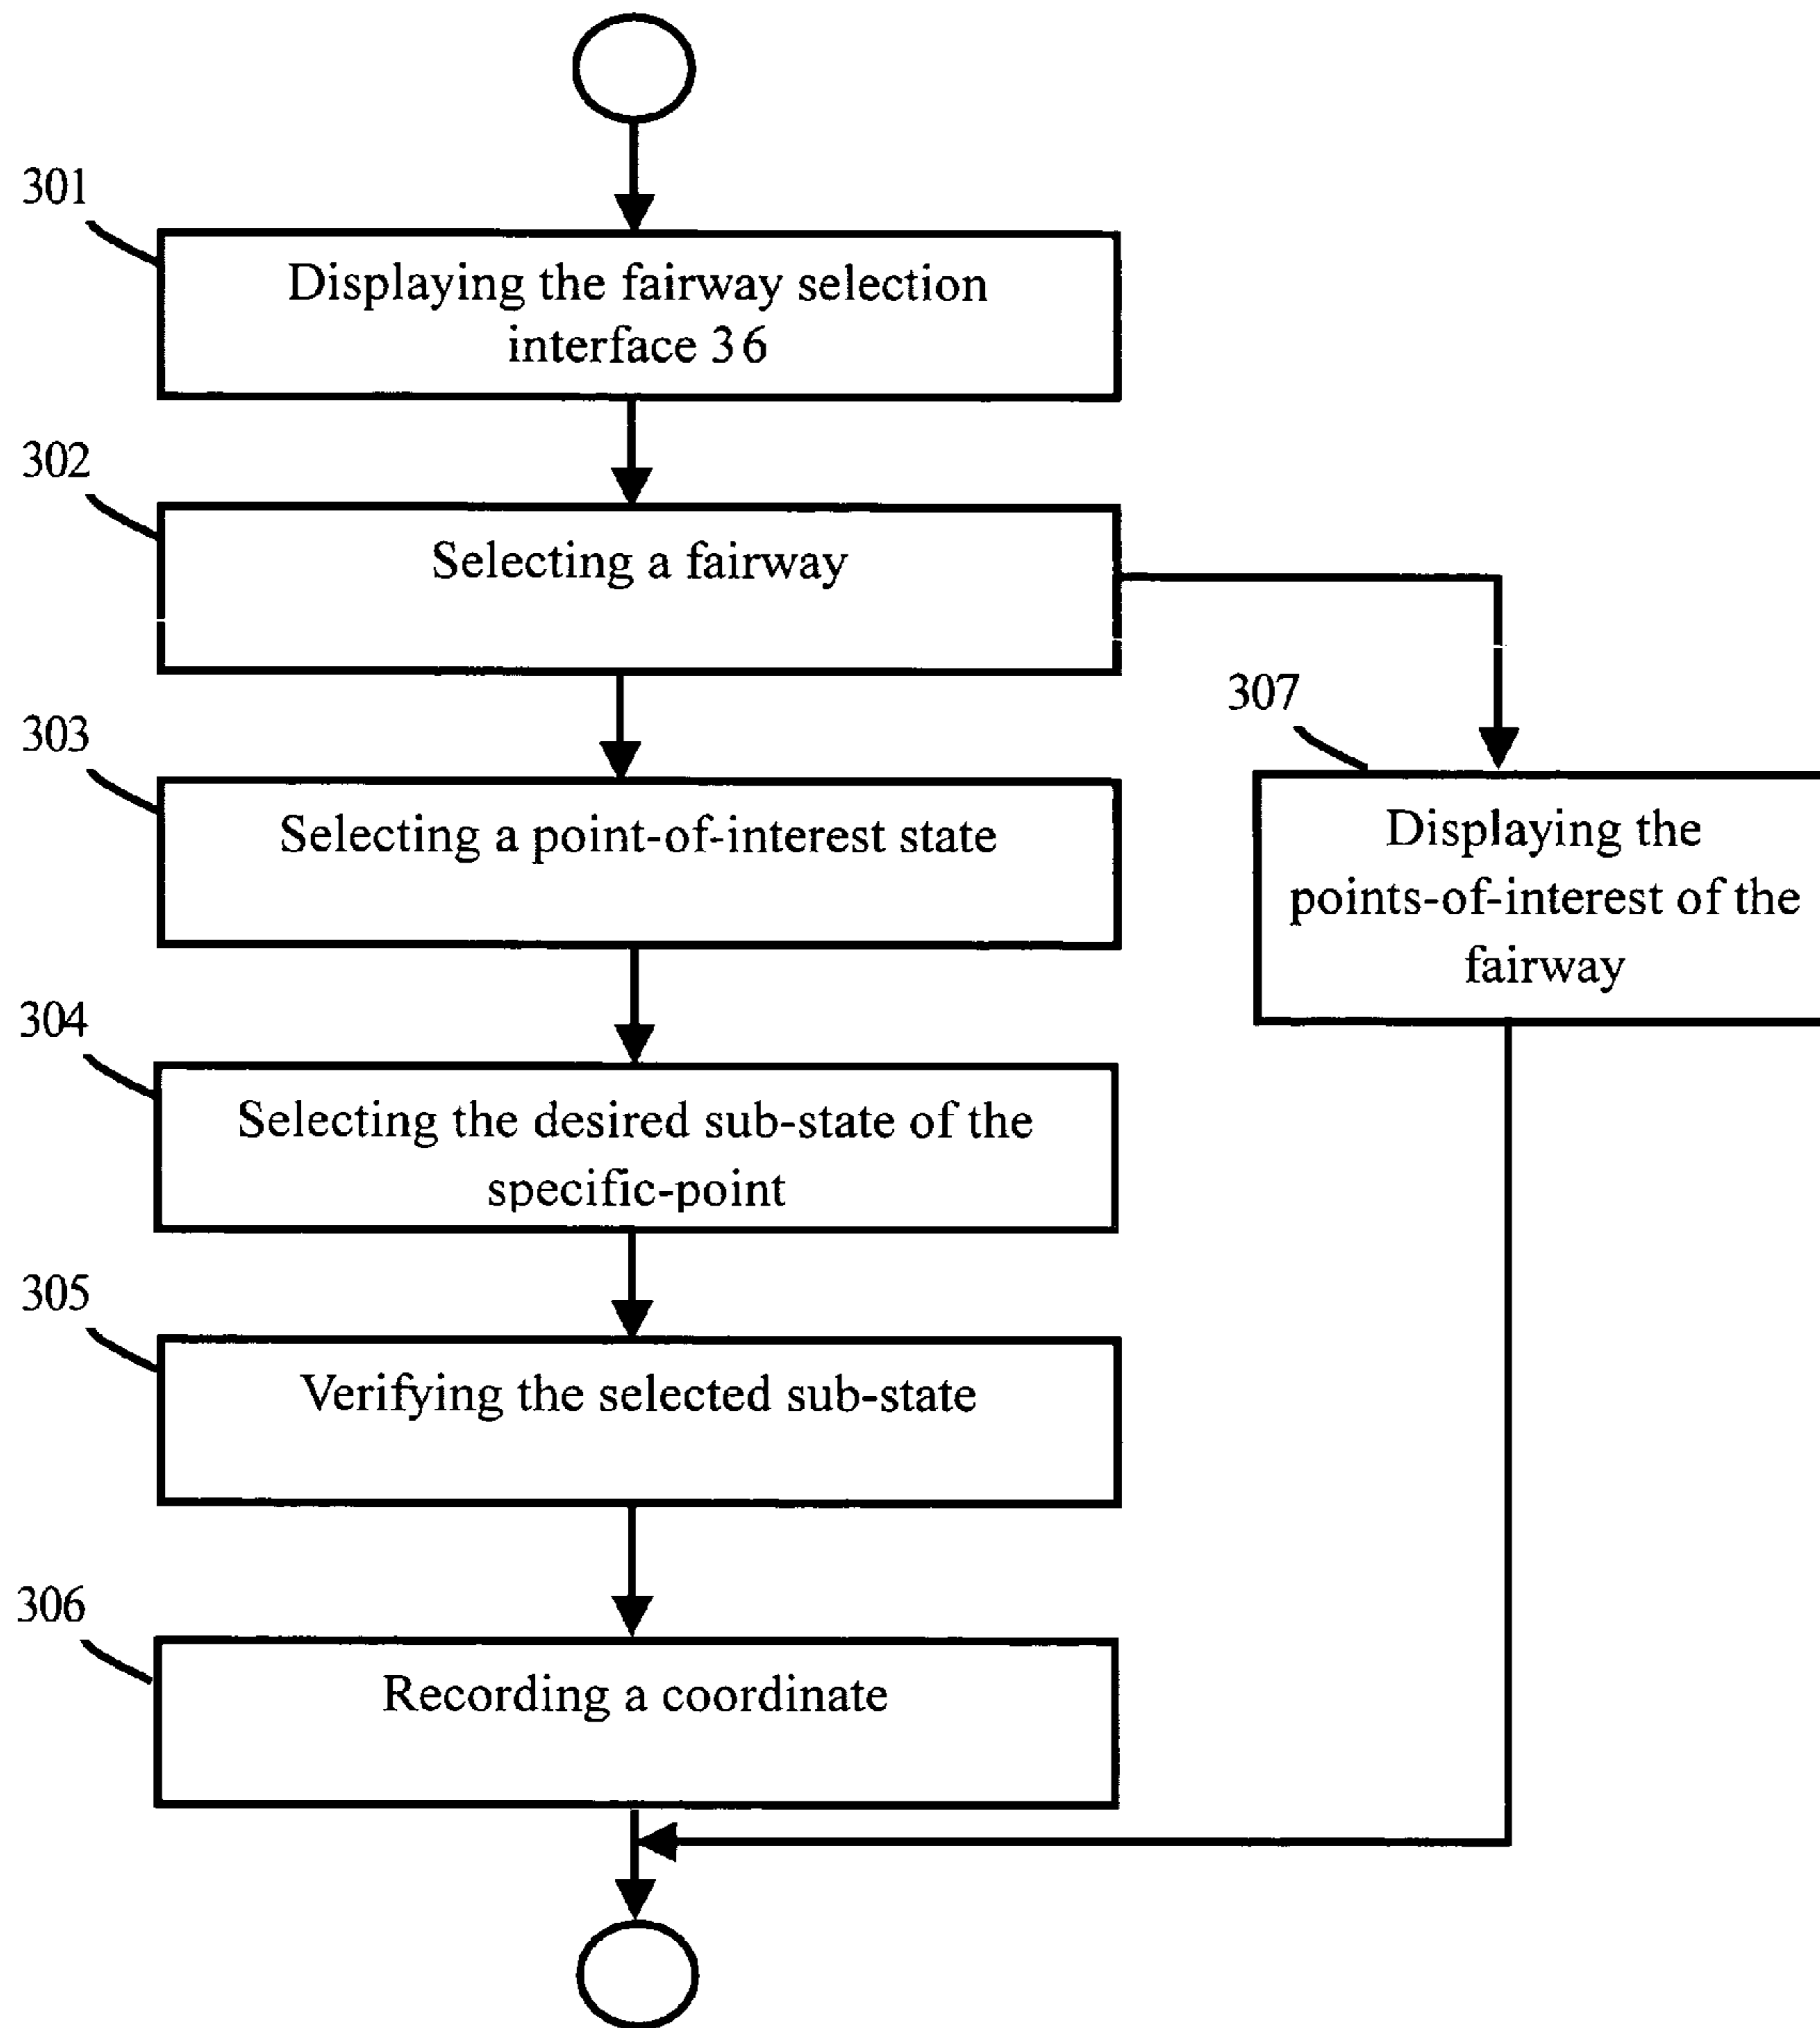 301
Displaying the fairway selection
interface 36
302
Selecting a fairway
303
Selecting a point-of-interest state
307
Displaying the
points-of-interest of the
fairway
304
Selecting the desired sub-state of the
specific-point
305
Verifying the selected sub-state
306
Recording a coordinate